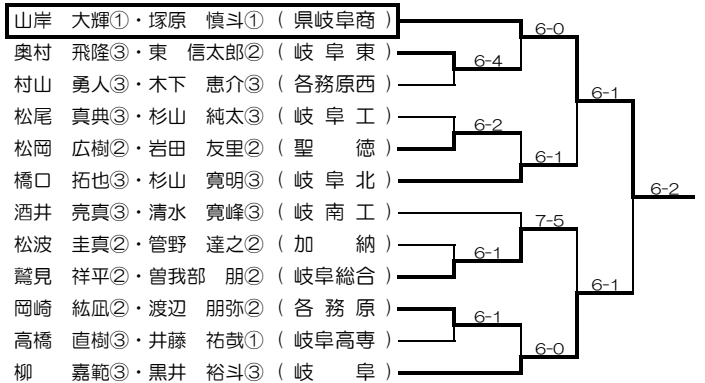 山岸　大輝①・塚原　慎斗①（県岐阜商）
奥村　飛隆③・東　信太郎②（岐 阜 東）
村山　勇人③・木下　恵介③（各務原西）
松尾　真典③・杉山　純太③（岐 阜 工）
松岡　広樹②・岩田　友里②（聖　　徳）
橋口　拓也③・杉山　寛明③（岐 阜 北）
酒井　亮真③・清水　寛峰③（岐 南 工）
松波　圭真②・管野　達之②（加　　納）
鷲見　祥平②・曽我部　朋②（岐阜総合）
岡崎　紘凪②・渡辺　朋弥②（各 務 原）
高橋　直樹③・井藤　祐哉①（岐阜高専）
柳　　嘉範③・黒井　裕斗③（岐　　阜）
6-0
6-4
6-1
6-2
6-1
6-2
7-5
6-1
6-1
6-1
6-0